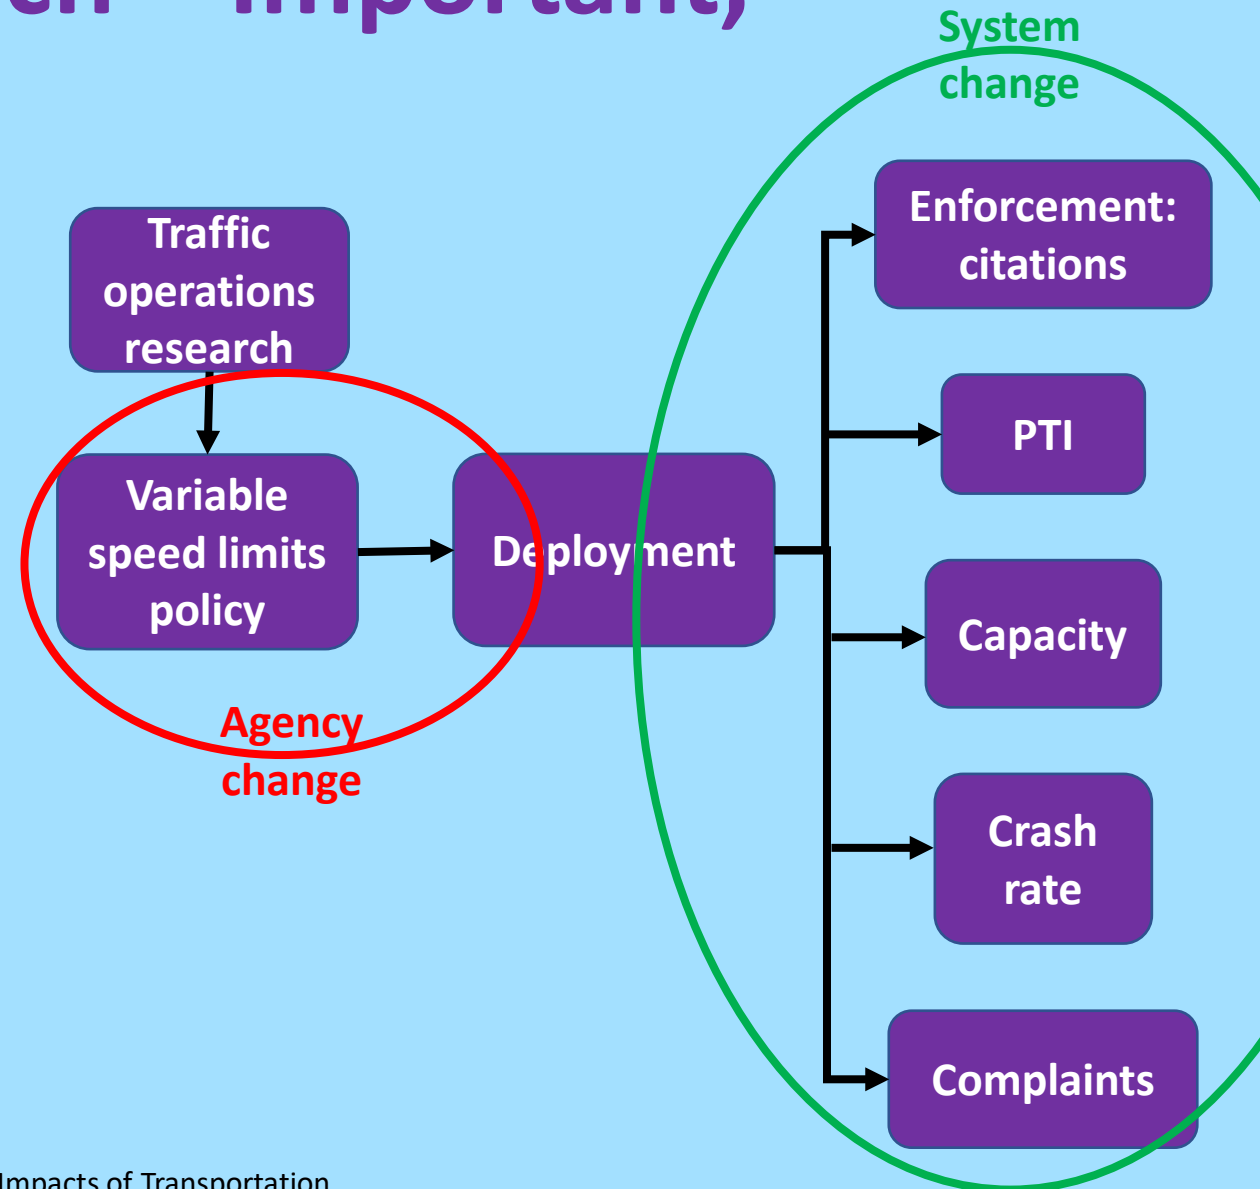 important,
System
change
Enforcement:
citations
Traffic
operations
research
PTI
Variable
speed limits
policy
Deployment
Capacity
Agency
change
Crash
rate
Complaints
Impacts of Transportation